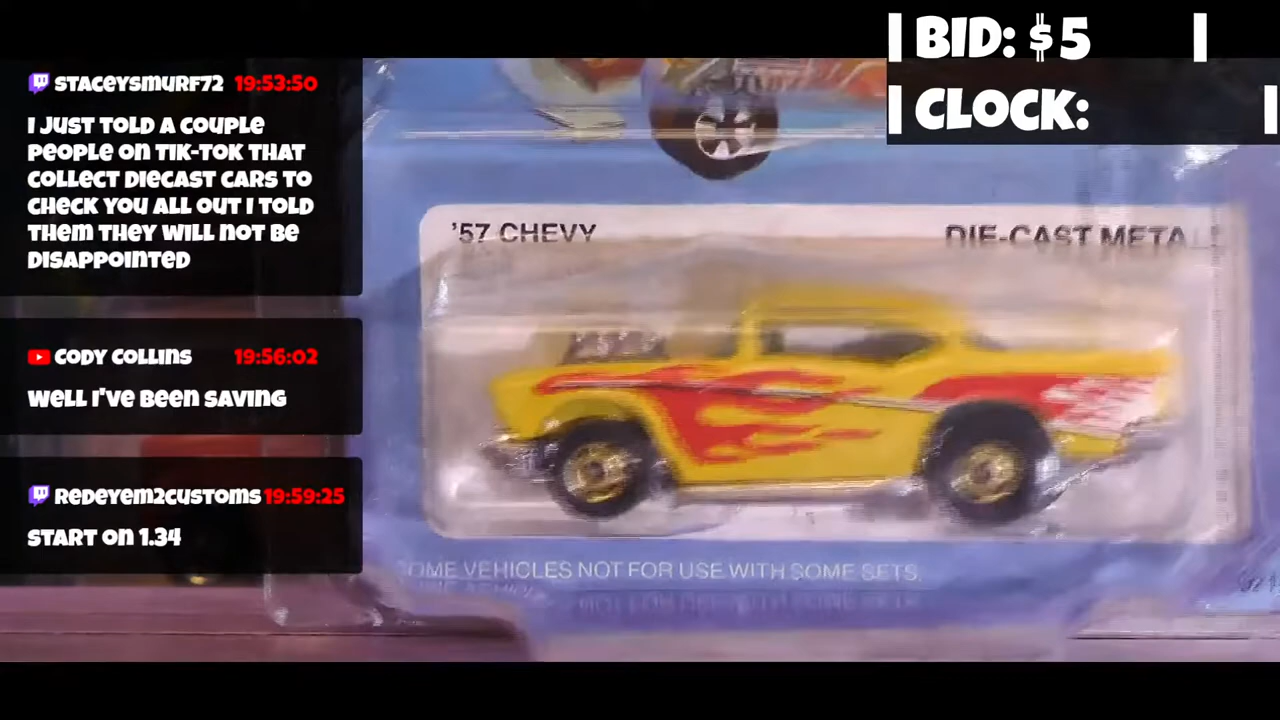 | BID: $5 |
| CLOCK: |
STACEYSMURF72 19:53:50
I JUST TOLD A COUPLE
PEOPLE ON TIK-TOK THAT
COLLECT DIECAST CARS TO
CHECK YOU ALL OUT I TOLD
THEM THEY WILL NOT BE
DISAPPOINTED
CODY COLLINS 19:56:02
WELL I'VE BEEN SAVING
REDEYEM2CUSTOMS 19:59:25
START ON 1.34
'57 CHEVY
DIE-CAST METAL
OME VEHICLES NOT FOR USE WITH SOME SETS.